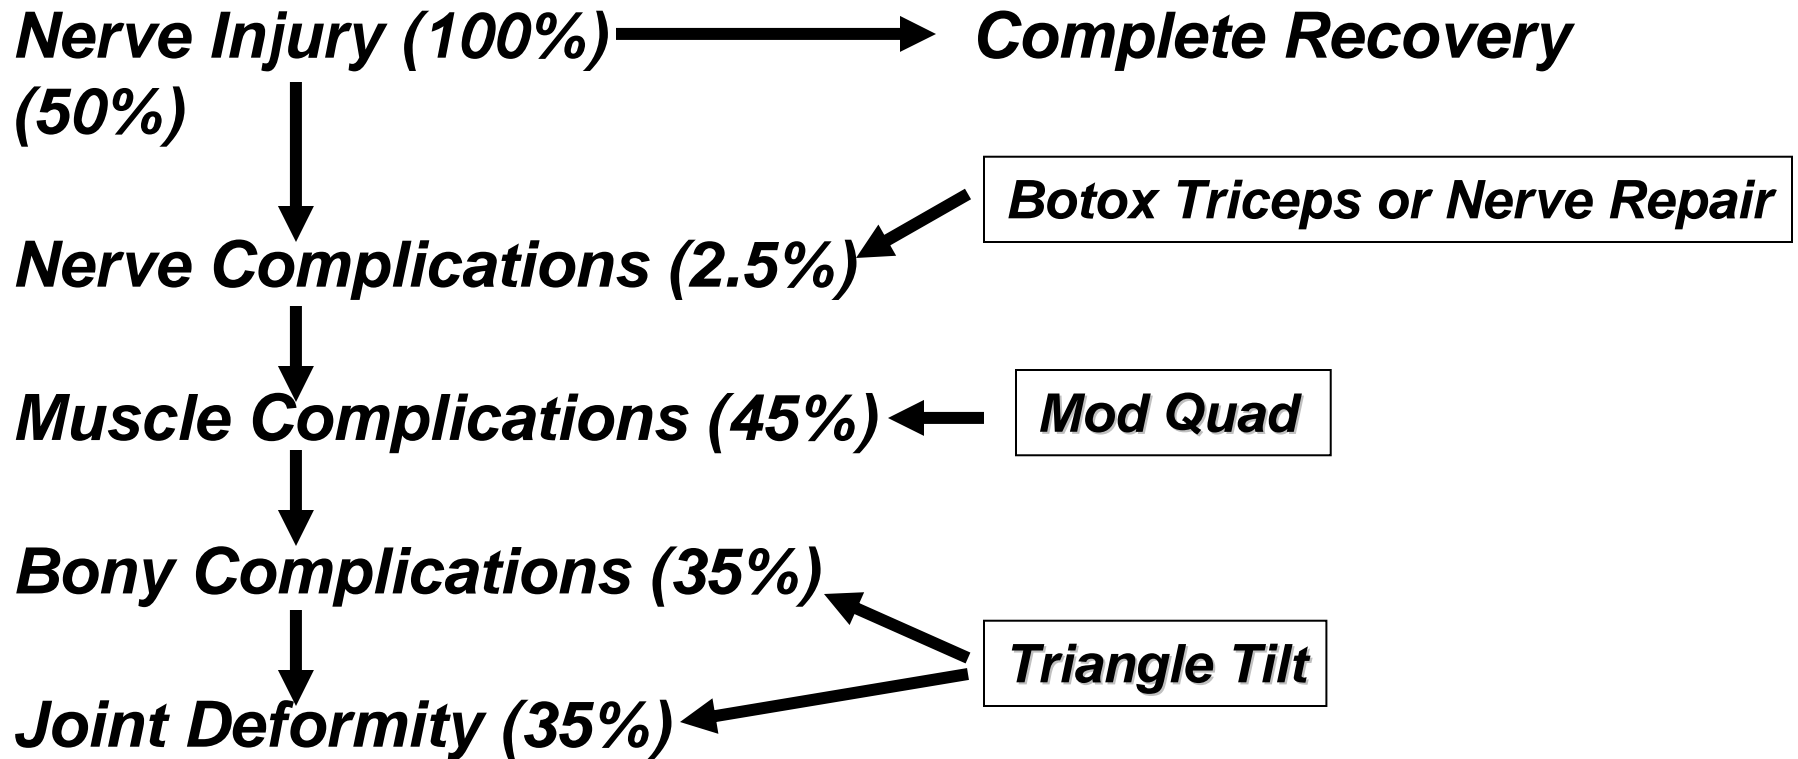 Nerve Injury (100%) Complete Recovery
(50%)
Botox Triceps or Nerve Repair
Nerve Complications (2.5%)
Muscle Complications (45%) Mod Quad
Bony Complications (35%)
Triangle Tilt
Joint Deformity (35%)